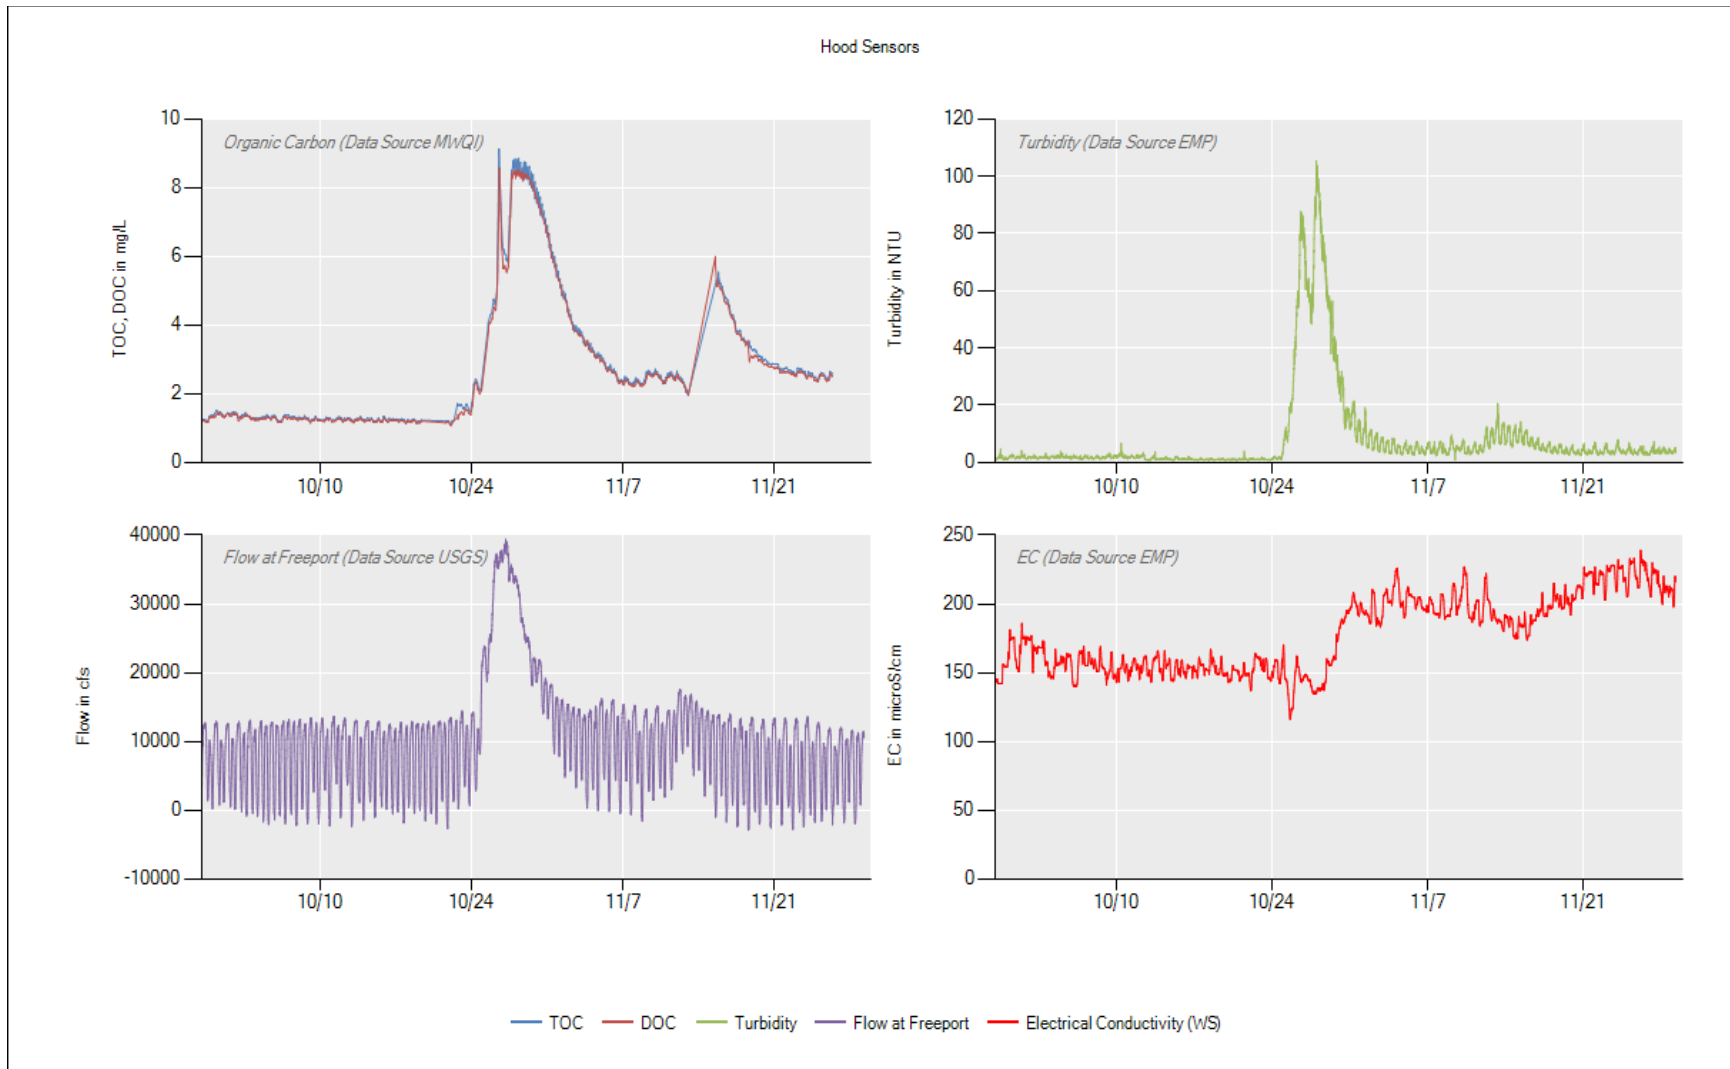 Hood Sensors
Organic Carbon (Data Source MWQI)
TOC, DOC in mg/L
10
8
6
4
2
0
10/10 10/24 11/7 11/21
Turbidity (Data Source EMP)
Turbidity in NTU
120
100
80
60
40
20
0
10/10 10/24 11/7 11/21
Flow at Freeport (Data Source USGS)
Flow in cfs
40000
30000
20000
10000
0
-10000
10/10 10/24 11/7 11/21
EC (Data Source EMP)
EC in microS/cm
250
200
150
100
50
0
10/10 10/24 11/7 11/21
TOC DOC Turbidity Flow at Freeport Electrical Conductivity (WS)